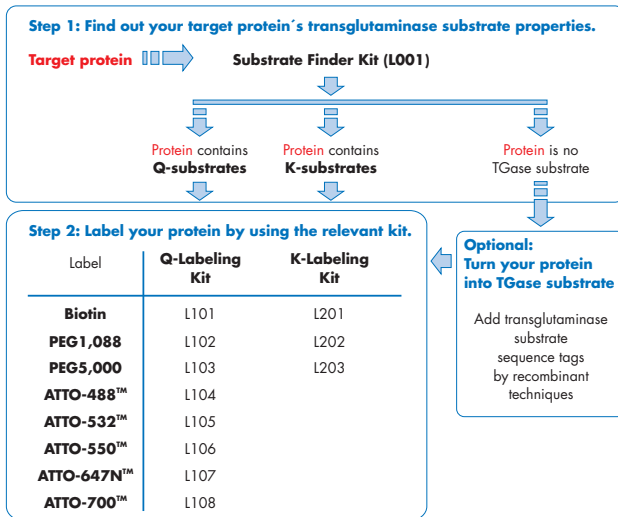 Step 1: Find out your target protein´s transglutaminase substrate properties.
Target protein Substrate Finder Kit (L001)
Protein contains
Q-substrates
Protein contains
K-substrates
Protein is no
TGase substrate
Step 2: Label your protein by using the relevant kit.
Label Q-Labeling Kit K-Labeling Kit
Biotin L101 L201
PEG1,088 L102 L202
PEG5,000 L103 L203
ATTO-488™ L104
ATTO-532™ L105
ATTO-550™ L106
ATTO-647N™ L107
ATTO-700™ L108
Optional:
Turn your protein
into TGase substrate
Add transglutaminase
substrate
sequence tags
by recombinant
techniques